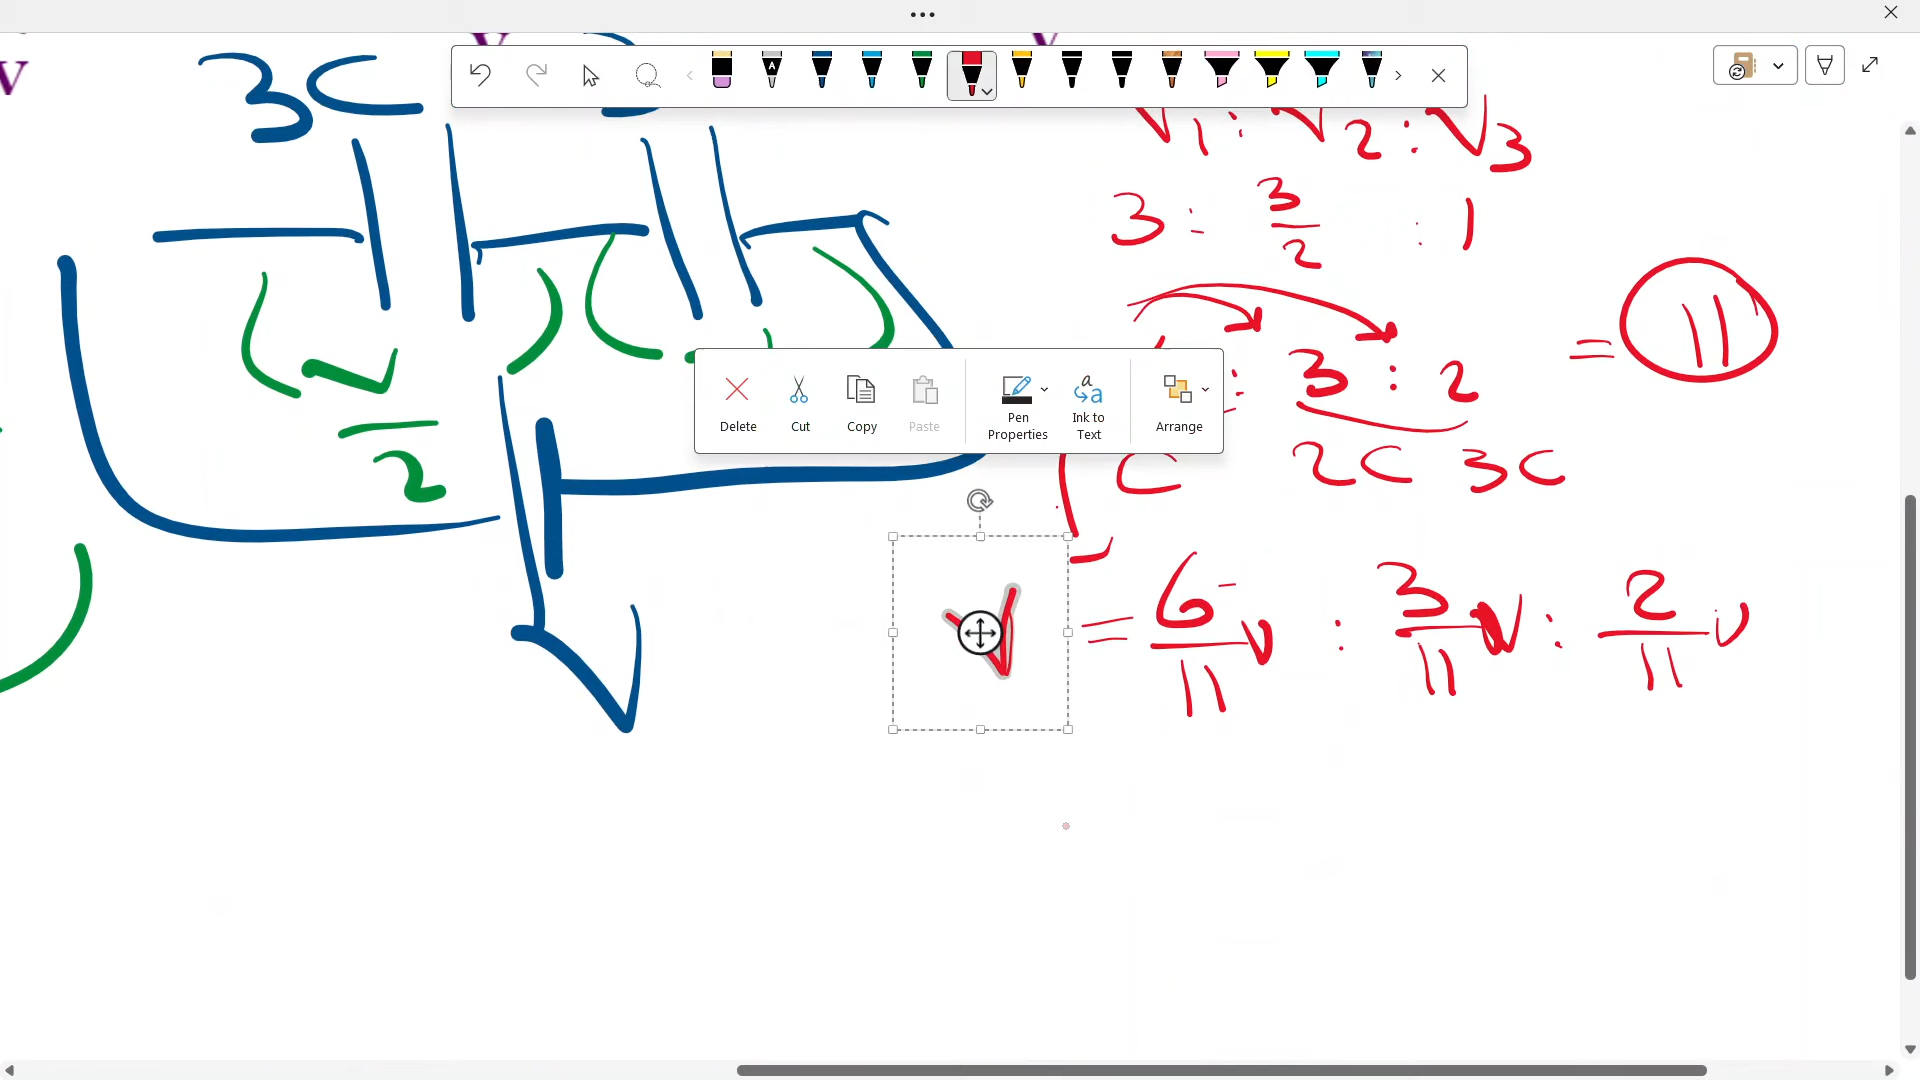 V
3C
V1 : V2 : V3
3 : 3/2 : 1
= 11
: 3 : 2
C 2C 3C
V/2
Delete
Cut
Copy
Paste
Pen Properties
Ink to Text
Arrange
V = 6/11 V : 3/11 V : 2/11 V
V